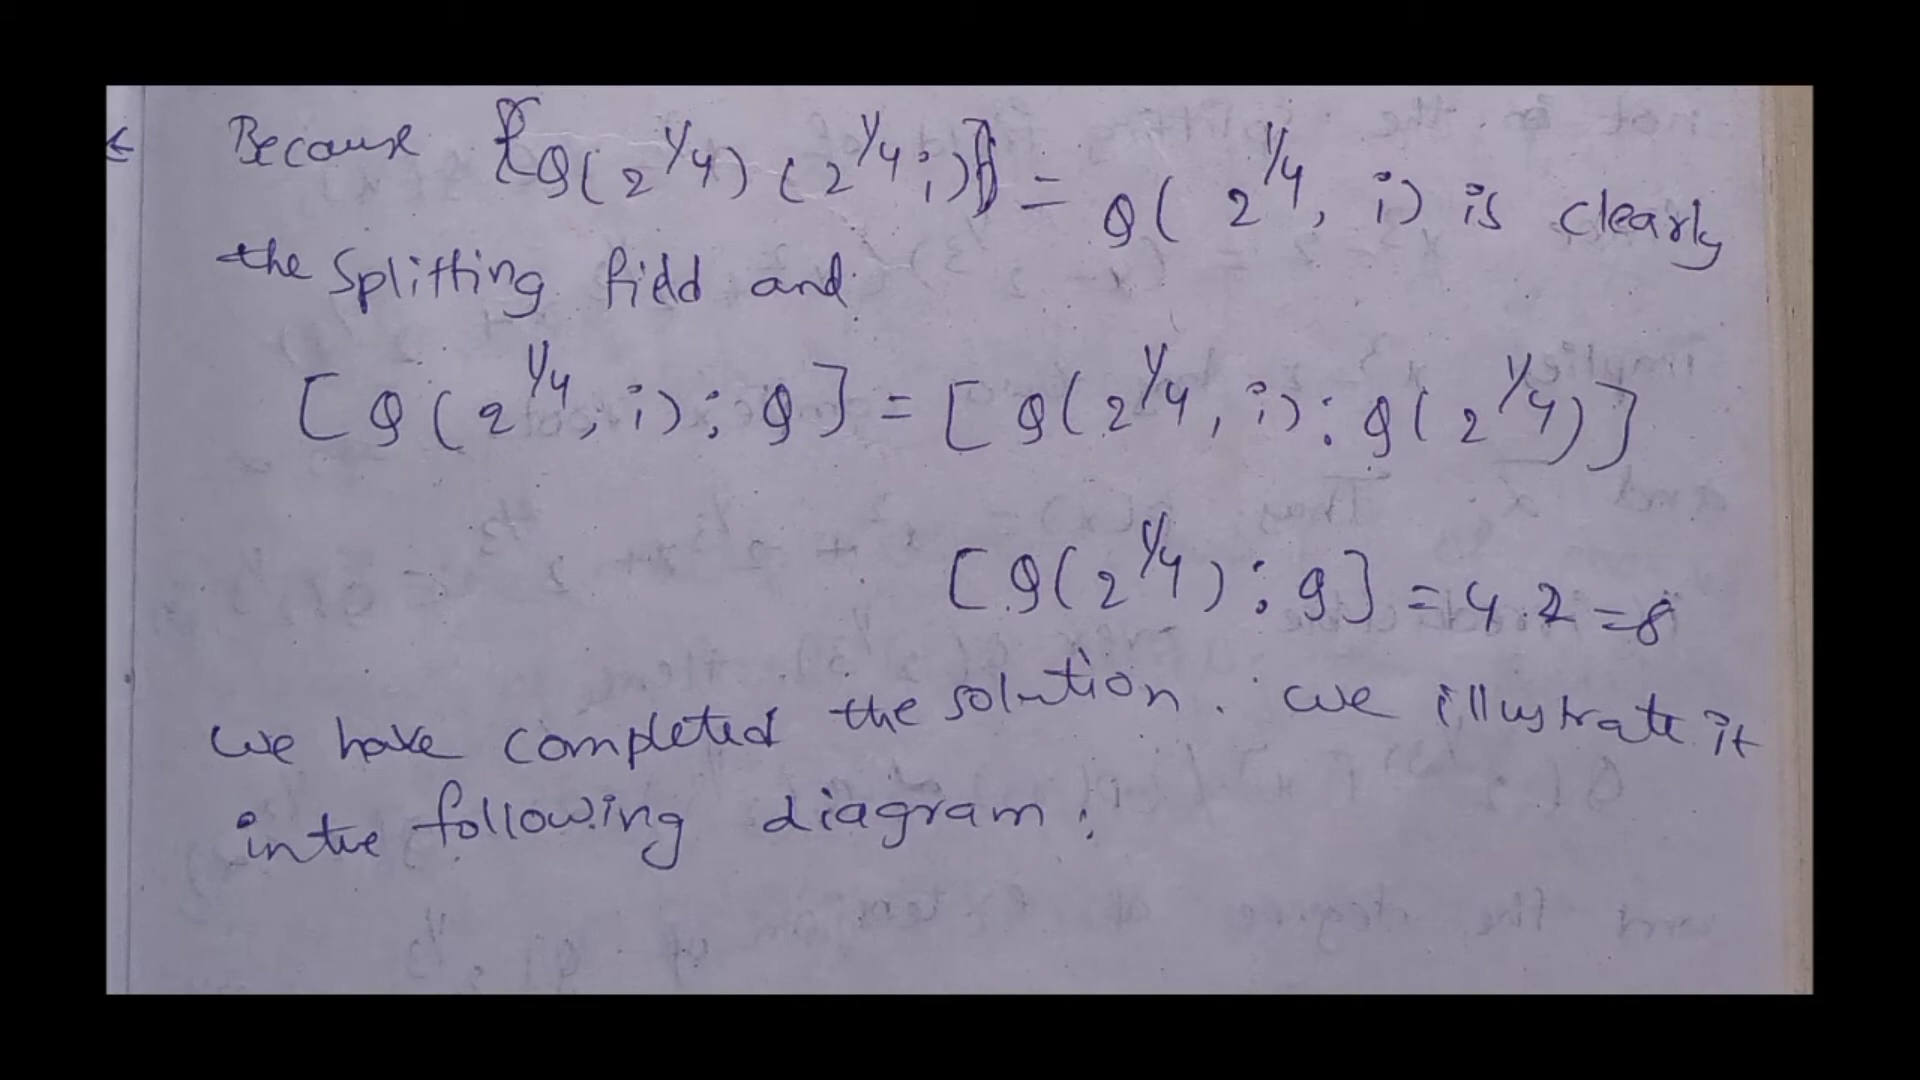 Because {Q(2^1/4) (2^1/4 i)} = Q(2^1/4, i) is clearly
the splitting field and
[Q(2^1/4, i) : Q] = [Q(2^1/4, i) : Q(2^1/4)]
[Q(2^1/4) : Q] = 4.2 = 8
we have completed the solution. we illustrate it
in the following diagram.